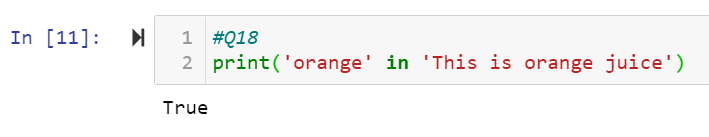 In [11]:
1 #Q18
2 print('orange' in 'This is orange juice')
True